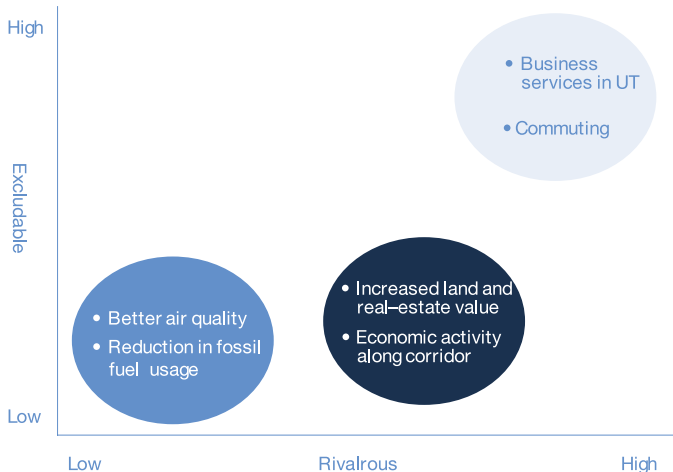 High
• Business
services in UT
• Commuting
Excludable
• Increased land and
real–estate value
• Economic activity
along corridor
• Better air quality
• Reduction in fossil
fuel usage
Low
Low
Rivalrous
High